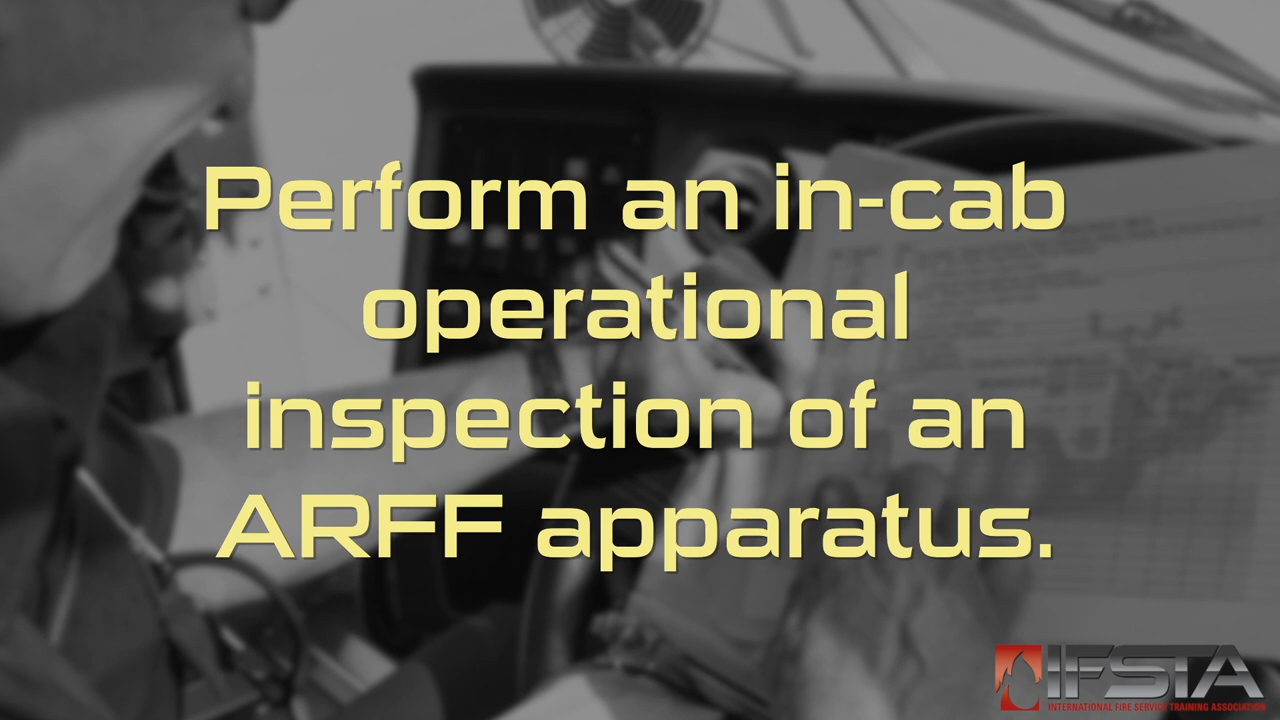 Perform an in-cab
operational
inspection of an
ARFF apparatus.
IFSTA
INTERNATIONAL FIRE SERVICE TRAINING ASSOCIATION